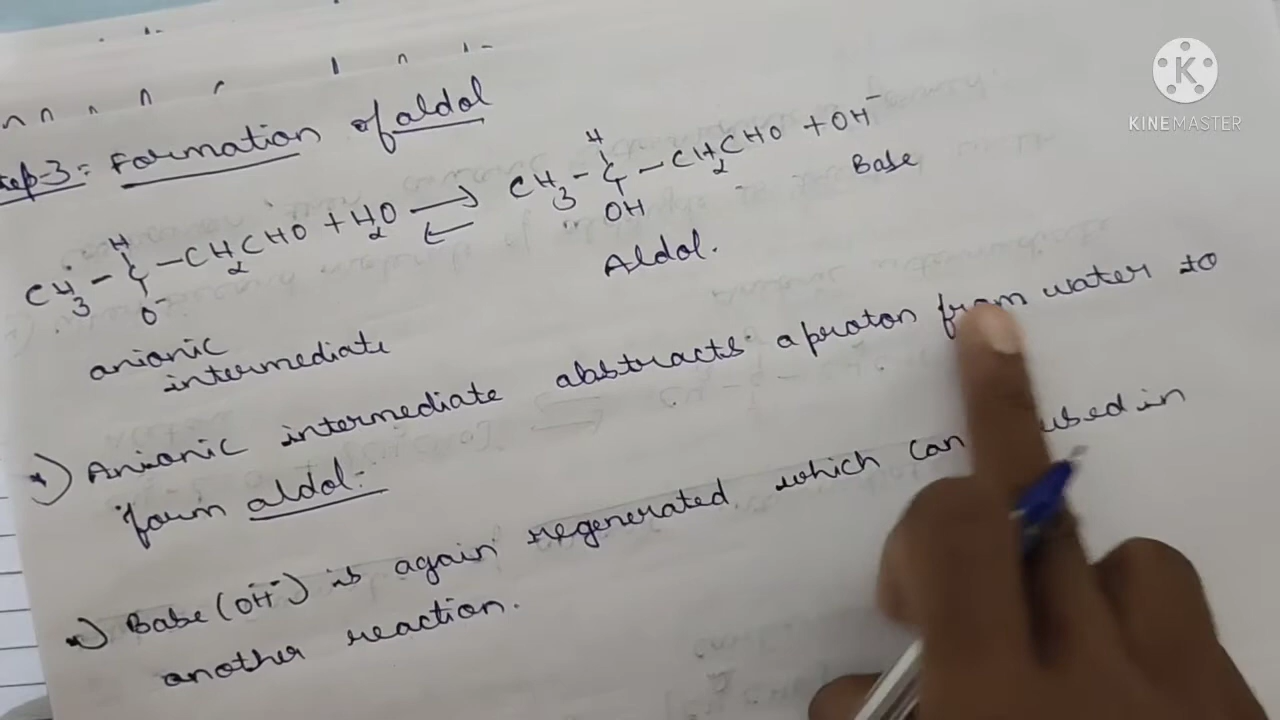 KINEMASTER
Step-3: Formation of aldol
CH3-C(H)(O-)-CH2CHO + H2O ⇌ CH3-C(H)(OH)-CH2CHO + OH-
anionic intermediate
Aldol.
Base
*) Anionic intermediate abstracts a proton from water to
form aldol:-
*) Base (OH-) is again regenerated which can used in
another reaction.